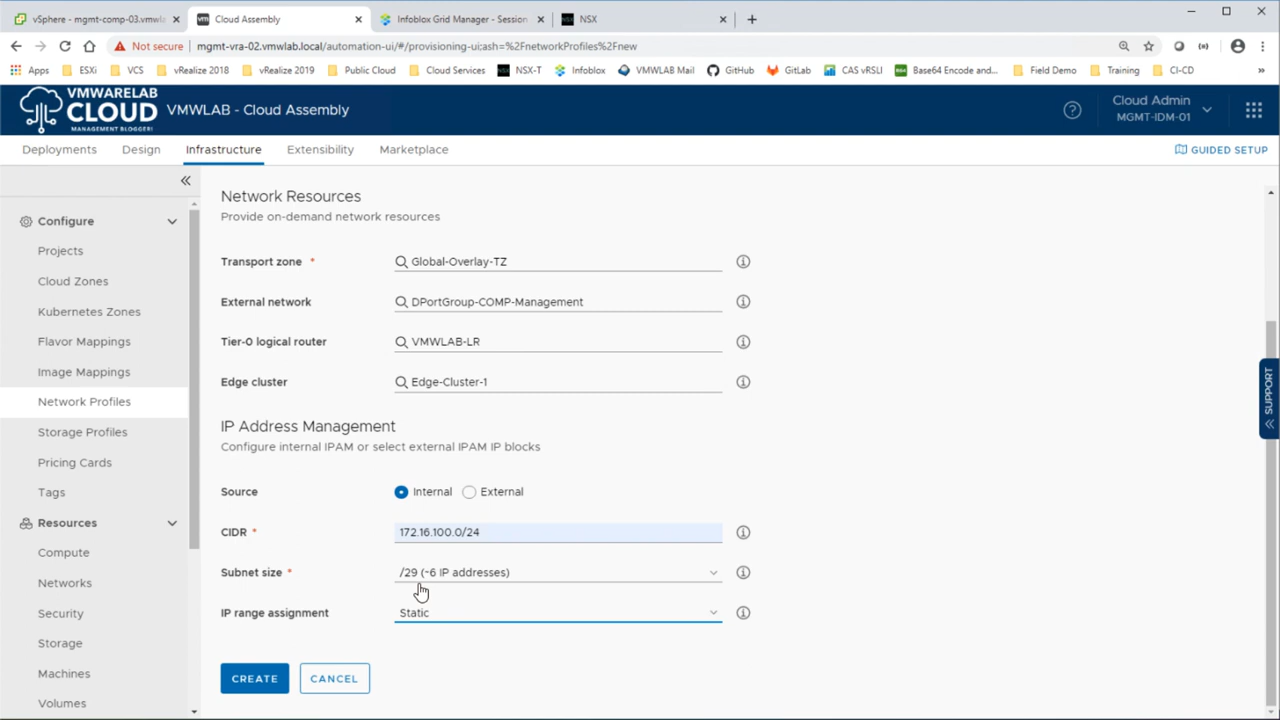 vSphere - mgmt-comp-03.vmwla
Cloud Assembly
Infoblox Grid Manager - Session
NSX
Not secure
mgmt-vra-02.vmwlab.local/automation-ui/#/provisioning-ui;ash=%2FnetworkProfiles%2Fnew
Apps
ESXi
VCS
vRealize 2018
vRealize 2019
Public Cloud
Cloud Services
NSX-T
Infoblox
VMWLAB Mail
GitHub
GitLab
CAS vRSLI
Base64 Encode and...
Field Demo
Training
CI-CD
VMWARELAB
CLOUD
MANAGEMENT BLOGGER!
VMWLAB - Cloud Assembly
Cloud Admin
MGMT-IDM-01
Deployments
Design
Infrastructure
Extensibility
Marketplace
GUIDED SETUP
Configure
Projects
Cloud Zones
Kubernetes Zones
Flavor Mappings
Image Mappings
Network Profiles
Storage Profiles
Pricing Cards
Tags
Resources
Compute
Networks
Security
Storage
Machines
Volumes
Network Resources
Provide on-demand network resources
Transport zone *
Global-Overlay-TZ
External network
DPortGroup-COMP-Management
Tier-0 logical router
VMWLAB-LR
Edge cluster
Edge-Cluster-1
IP Address Management
Configure internal IPAM or select external IPAM IP blocks
Source
Internal
External
CIDR *
172.16.100.0/24
Subnet size *
/29 (~6 IP addresses)
IP range assignment
Static
CREATE
CANCEL
SUPPORT